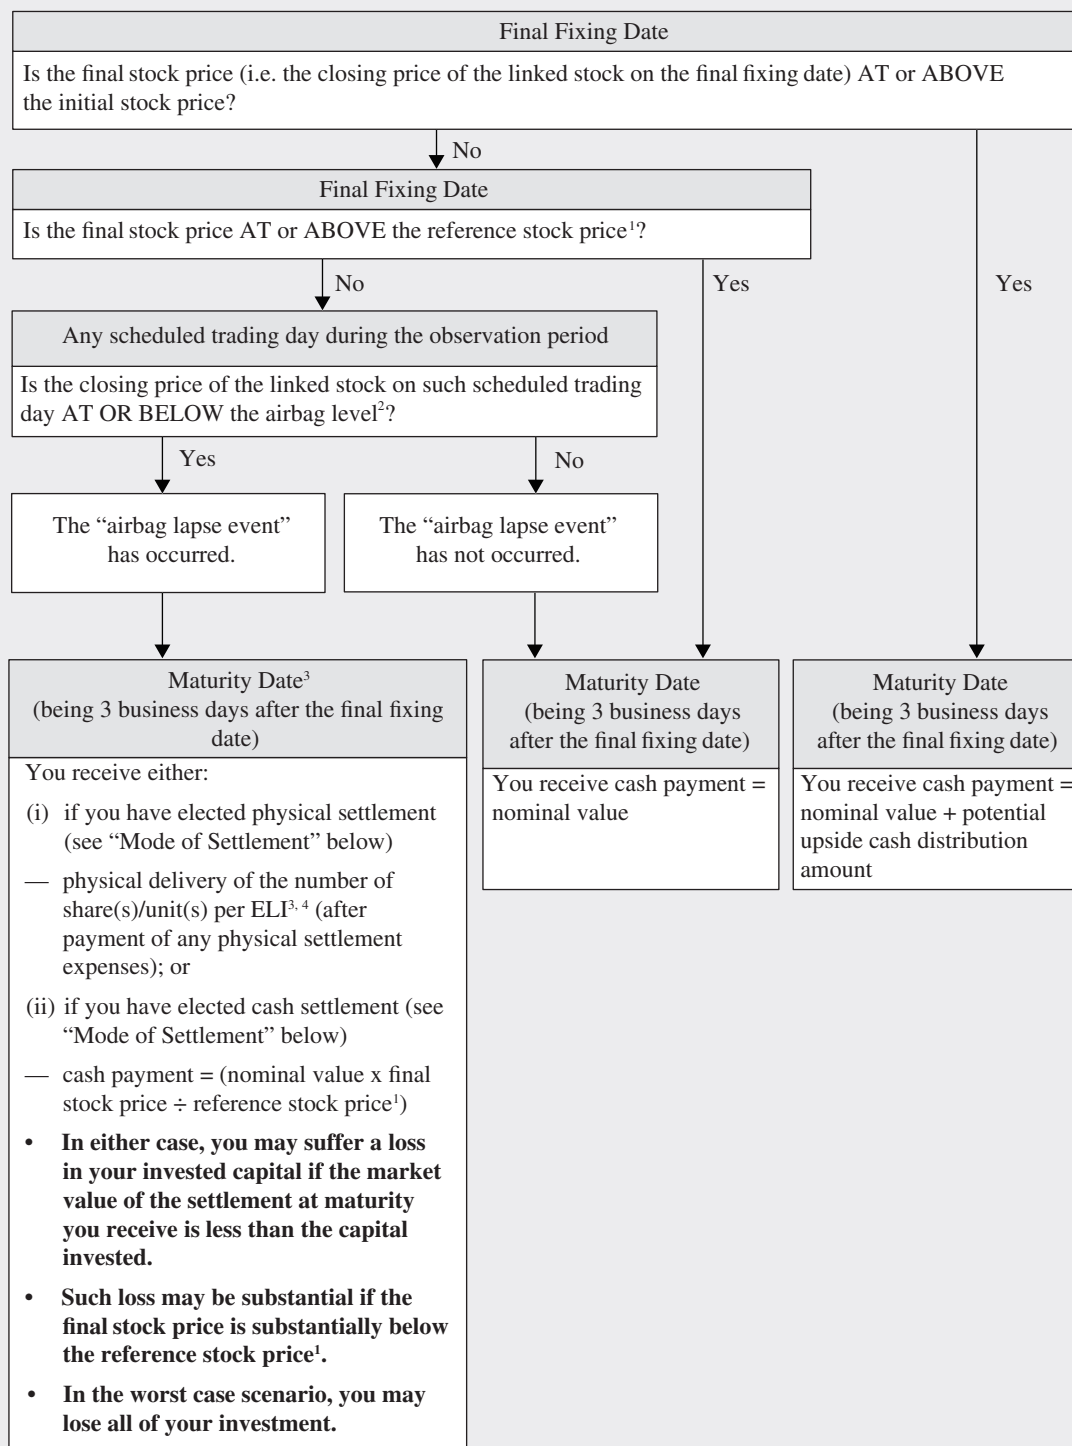 Final Fixing Date
Is the final stock price (i.e. the closing price of the linked stock on the final fixing date) AT or ABOVE
the initial stock price?
No
Final Fixing Date
Is the final stock price AT or ABOVE the reference stock price¹?
No
Yes
Yes
Any scheduled trading day during the observation period
Is the closing price of the linked stock on such scheduled trading
day AT OR BELOW the airbag level²?
Yes
No
The “airbag lapse event”
has occurred.
The “airbag lapse event”
has not occurred.
Maturity Date³
(being 3 business days after the final fixing
date)
You receive either:
(i) if you have elected physical settlement
(see “Mode of Settlement” below)
— physical delivery of the number of
share(s)/unit(s) per ELI³, ⁴ (after
payment of any physical settlement
expenses); or
(ii) if you have elected cash settlement (see
“Mode of Settlement” below)
— cash payment = (nominal value x final
stock price ÷ reference stock price¹)
• In either case, you may suffer a loss
in your invested capital if the market
value of the settlement at maturity
you receive is less than the capital
invested.
• Such loss may be substantial if the
final stock price is substantially below
the reference stock price¹.
• In the worst case scenario, you may
lose all of your investment.
Maturity Date
(being 3 business days
after the final fixing date)
You receive cash payment =
nominal value
Maturity Date
(being 3 business days
after the final fixing date)
You receive cash payment =
nominal value + potential
upside cash distribution
amount